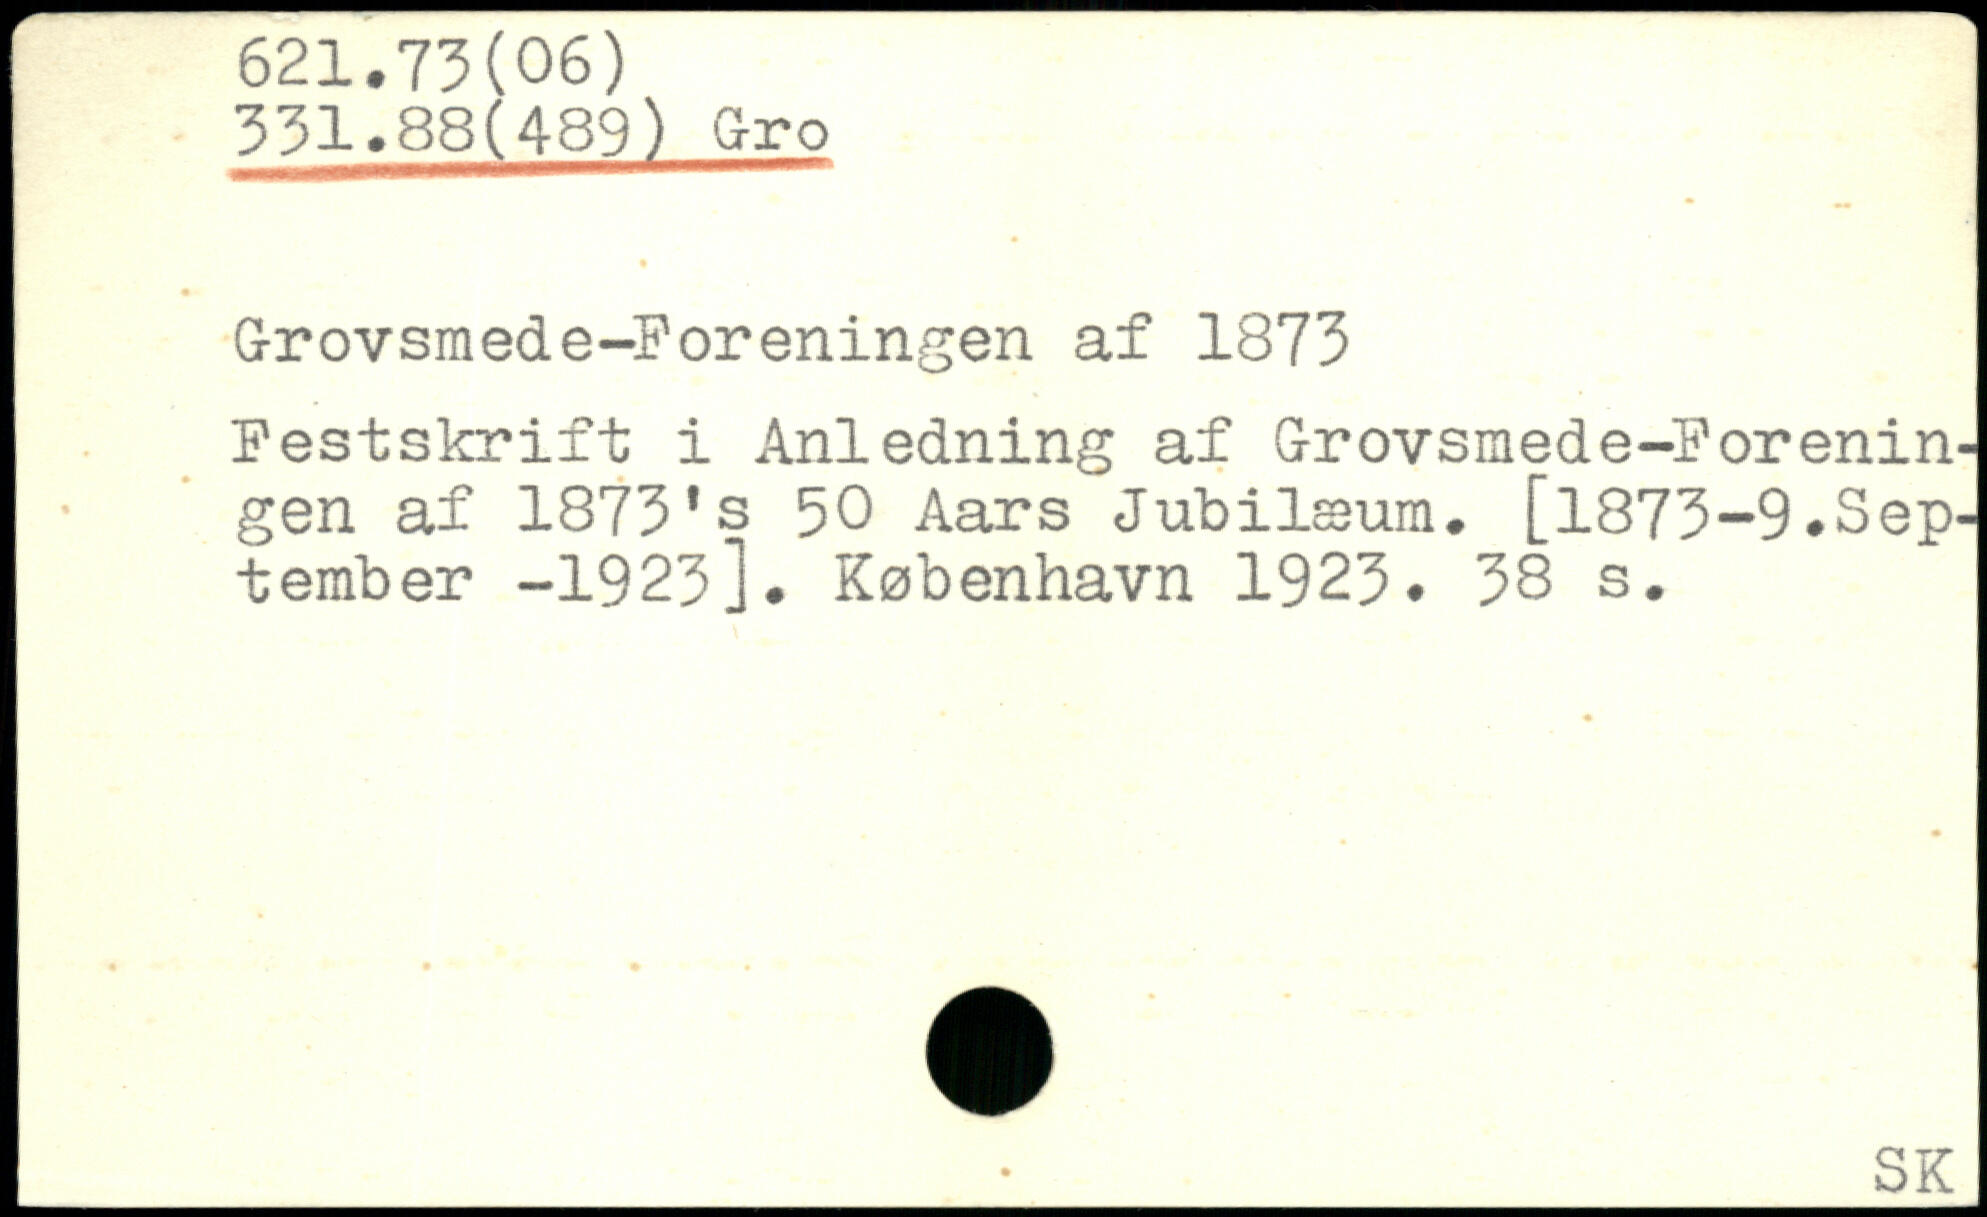 621.73(06)
331.88(489) Gro
Grovsmede-Foreningen af 1873
Festskrift i Anledning af Grovsmede-Forenin-
gen af 1873's 50 Aars Jubilæum. [1873-9.Sep-
tember -1923]. København 1923. 38 s.
SK